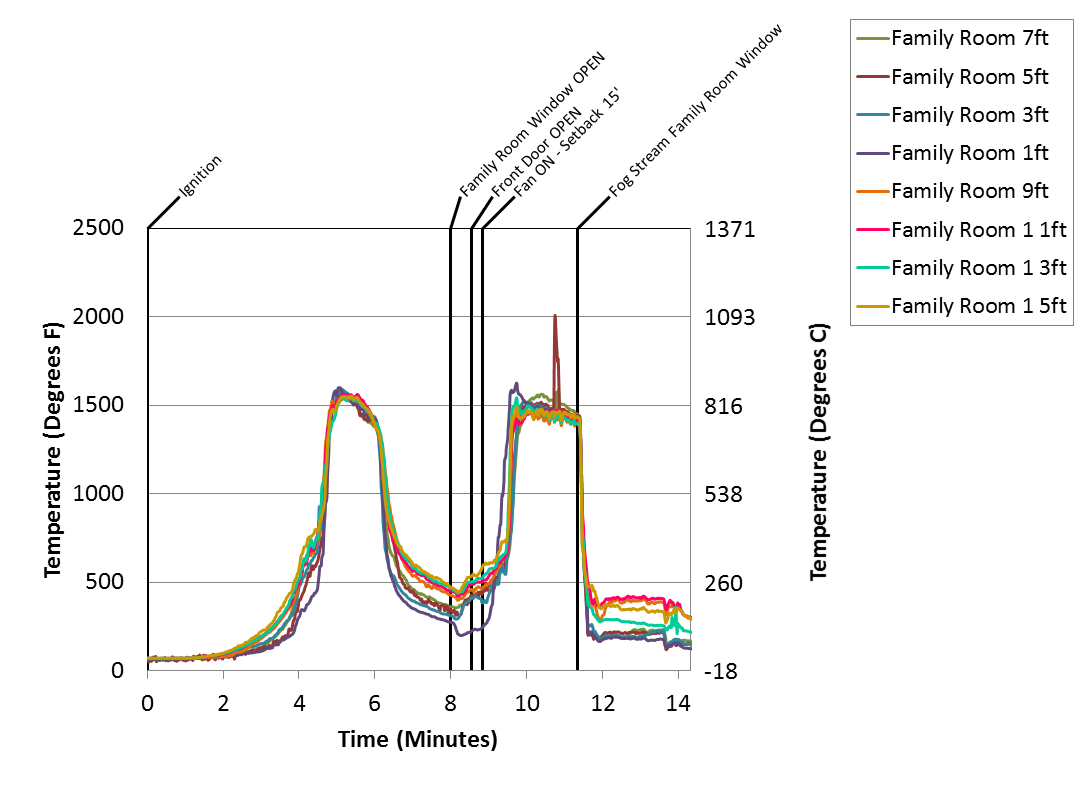 Ignition
Family Room Window OPEN
Front Door OPEN
Fan ON - Setback 15'
Fog Stream Family Room Window
Family Room 7ft
Family Room 5ft
Family Room 3ft
Family Room 1ft
Family Room 9ft
Family Room 1 1ft
Family Room 1 3ft
Family Room 1 5ft
Temperature (Degrees F)
2500
2000
1500
1000
500
0
1371
1093
816
538
260
-18
Temperature (Degrees C)
0 2 4 6 8 10 12 14
Time (Minutes)